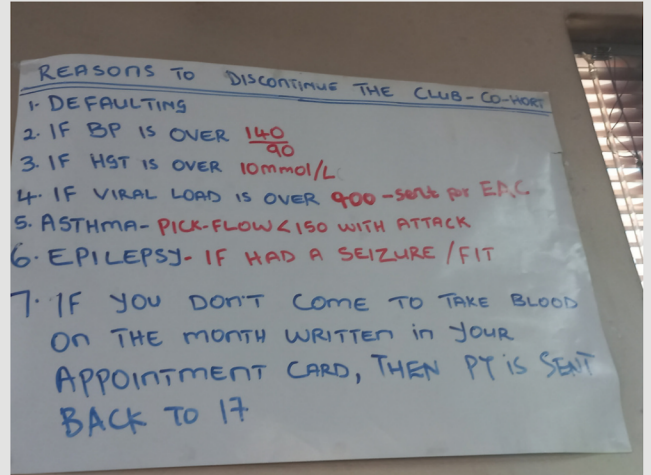 REASONS TO DISCONTINUE THE CLUB-CO-HORT
1. DEFAULTING
2. IF BP IS OVER 140/90
3. IF HGT IS OVER 10mmol/L
4. IF VIRAL LOAD IS OVER 900 -sent for EAC
5. ASTHMA- PICK-FLOW < 150 WITH ATTACK
6. EPILEPSY- IF HAD A SEIZURE / FIT
7. IF YOU DON'T COME TO TAKE BLOOD
ON THE MONTH WRITTEN in YOUR
APPOINTMENT CARD, THEN PT iS SENT
BACK TO 17